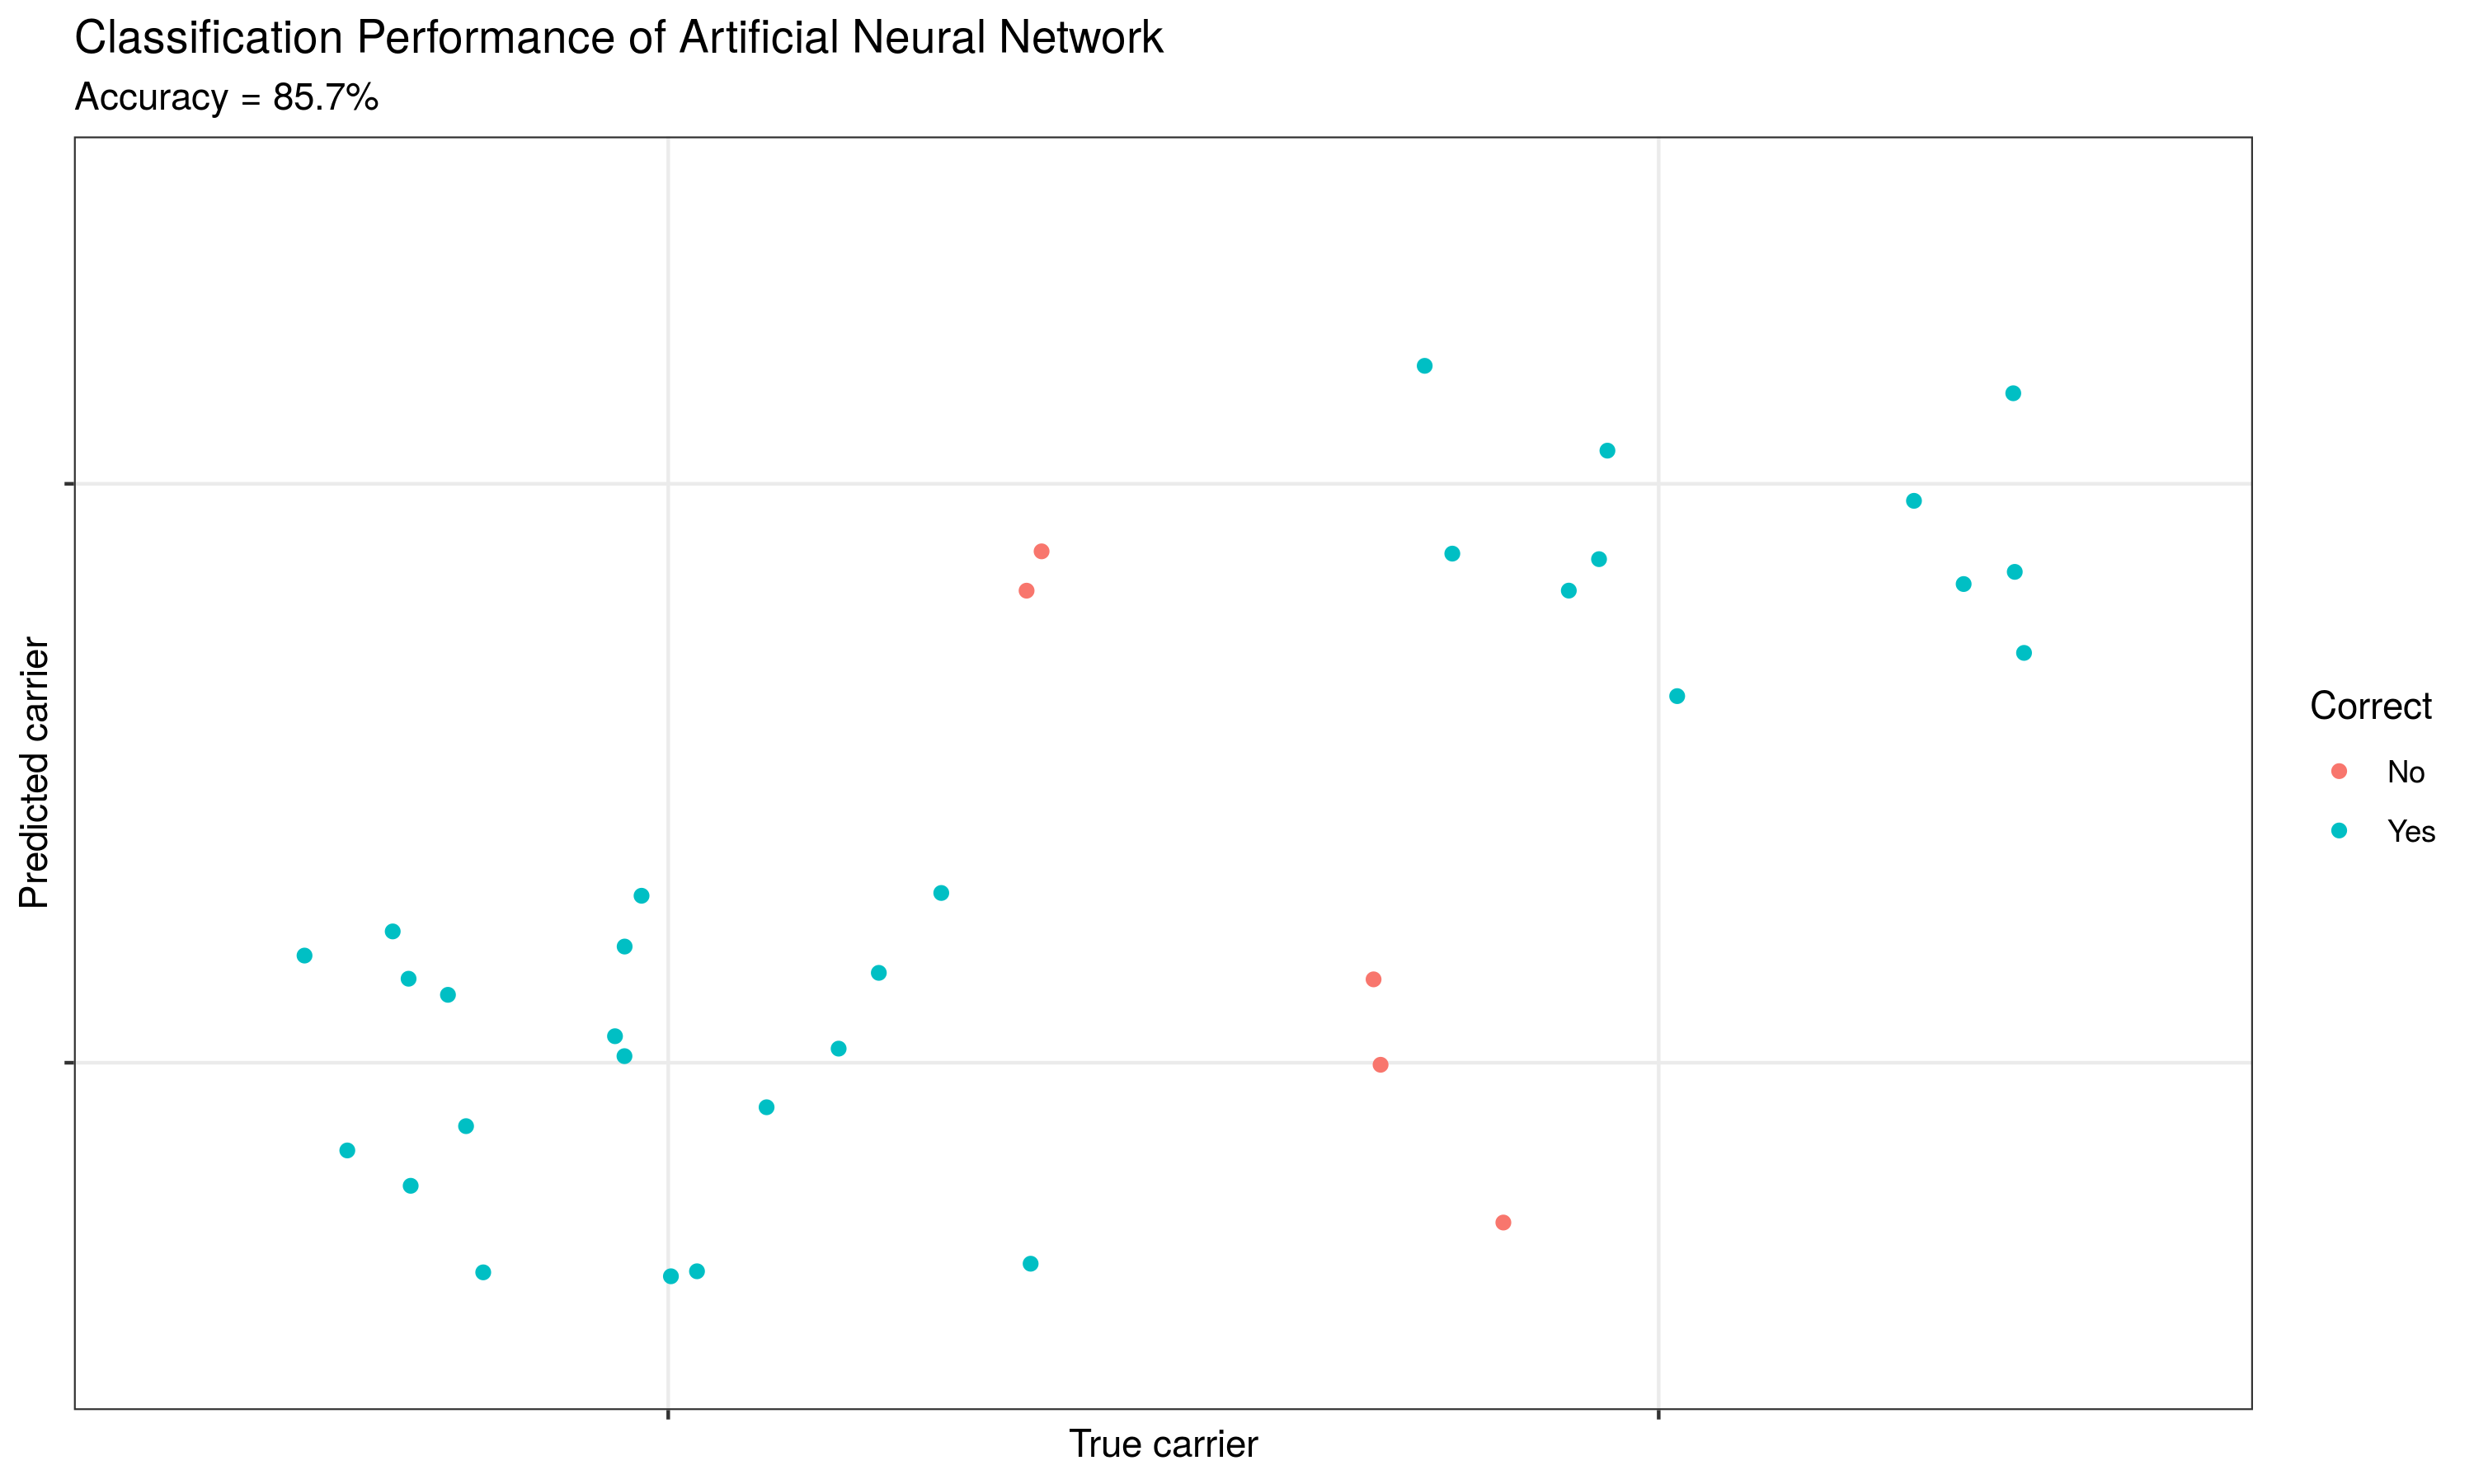 Classification Performance of Artificial Neural Network
Accuracy = 85.7%
Predicted carrier
True carrier
Correct
No
Yes